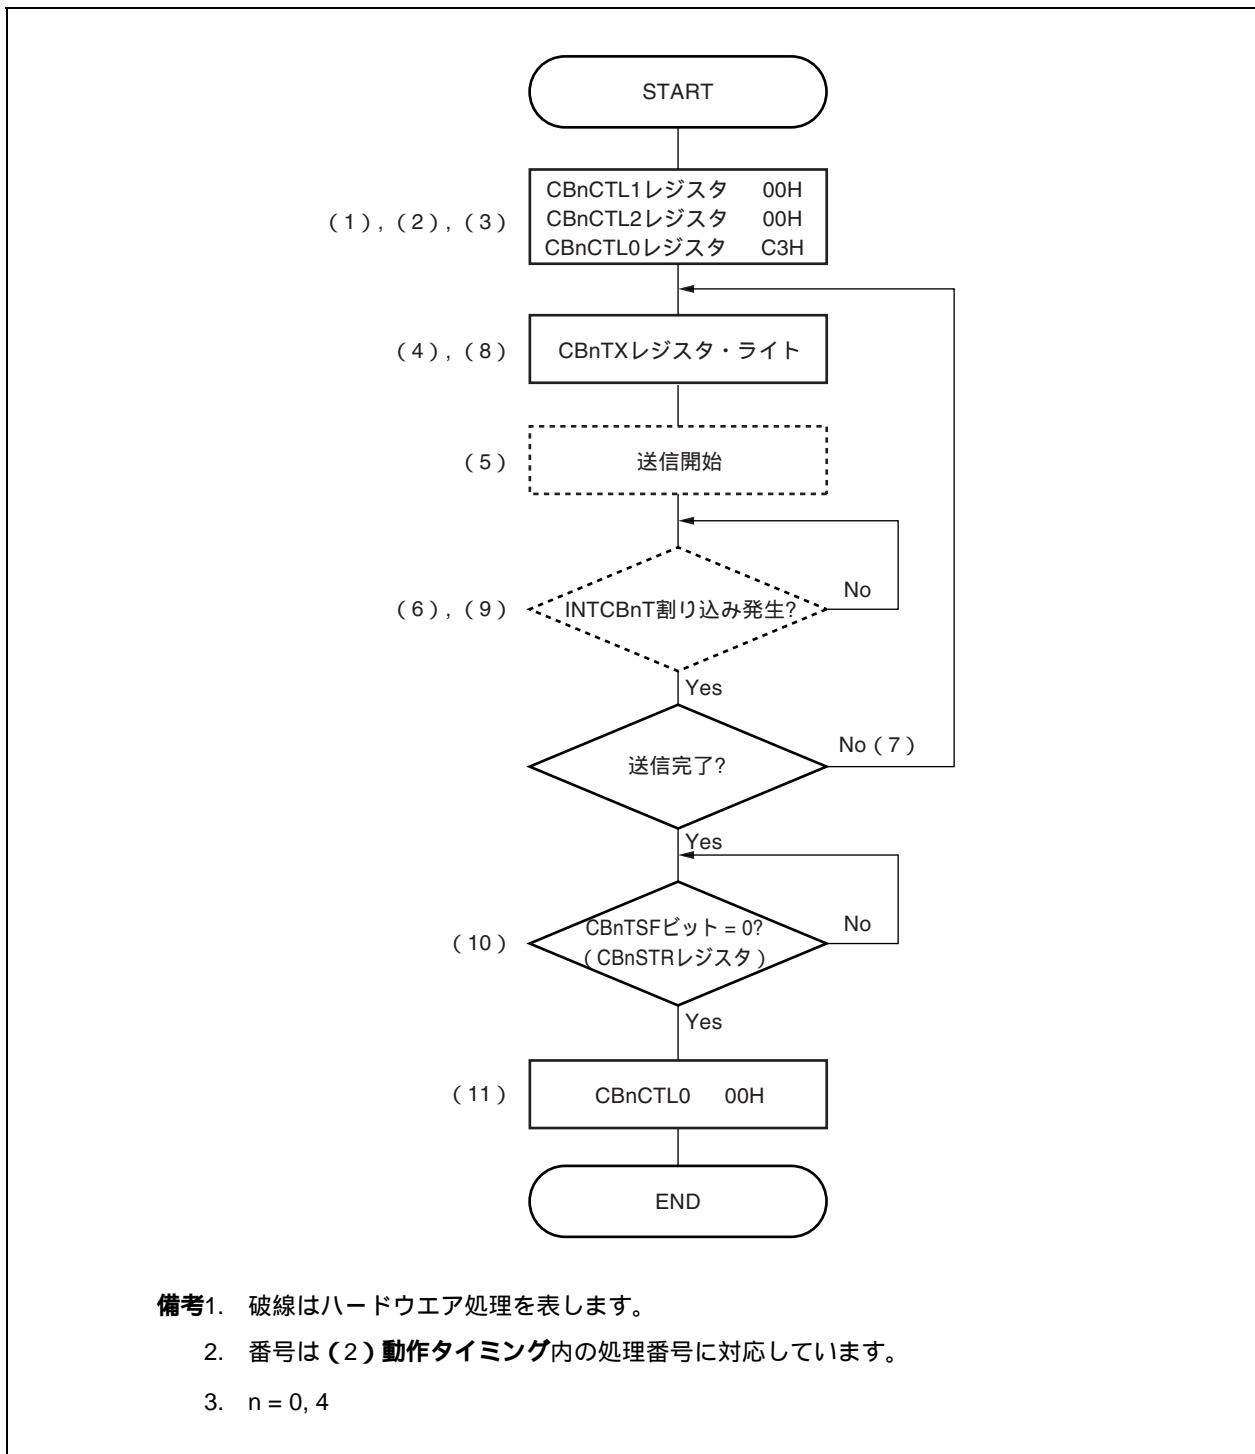 START
CBnCTL1レジスタ 00H
(1), (2), (3) CBnCTL2レジスタ 00H
CBnCTL0レジスタ C3H
(4), (8) CBnTXレジスタ・ライト
(5) 送信開始
No
(6), (9) INTCBnT割り込み発生?
Yes
No (7)
送信完了?
Yes
CBnTSFビット = 0? No
(10)
(CBnSTRレジスタ)
Yes
(11) CBnCTL0 00H
END
備考1. 破線はハードウエア処理を表します。
2. 番号は(2)動作タイミング内の処理番号に対応しています。
3. n = 0, 4